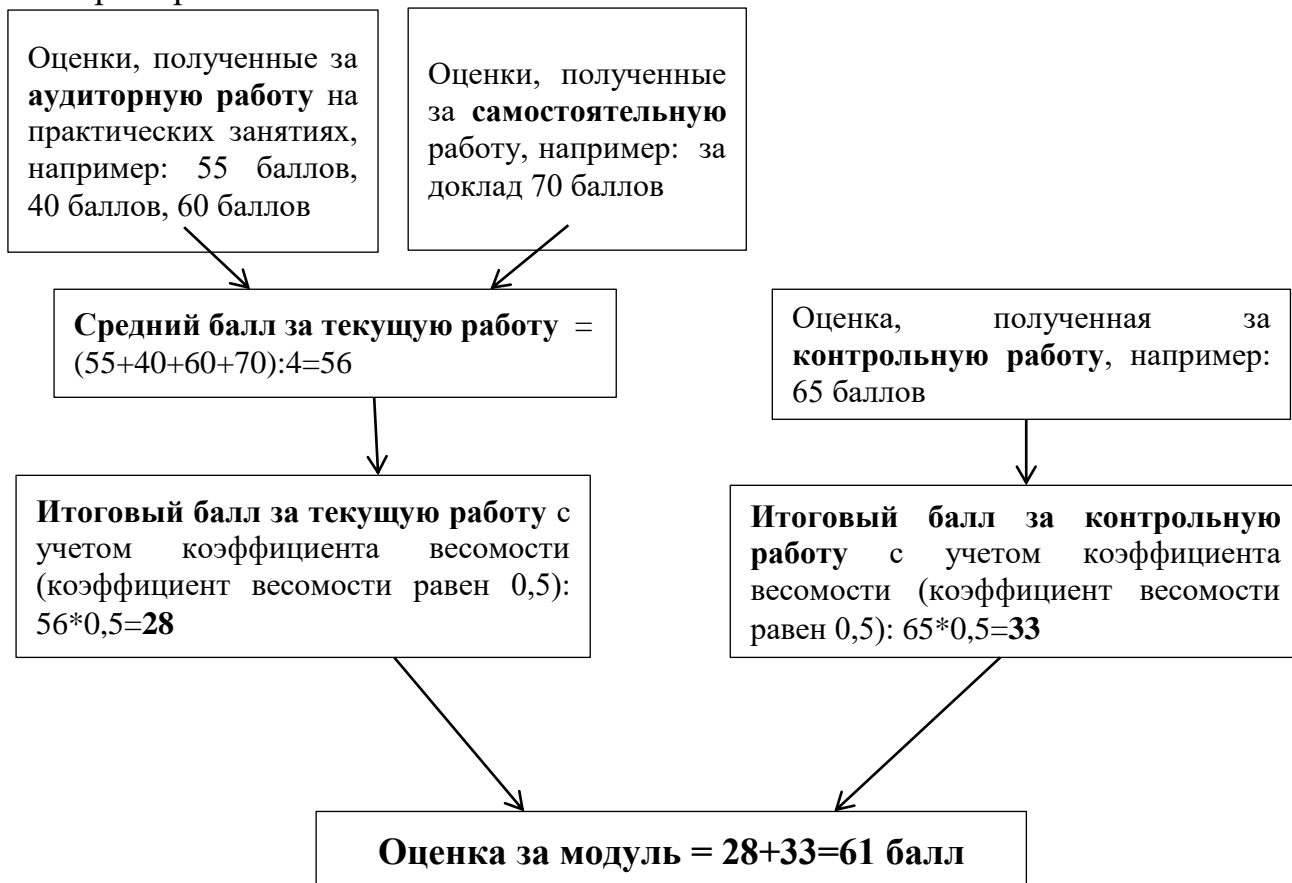 Оценки, полученные за
аудиторную работу на
практических занятиях,
например: 55 баллов,
40 баллов, 60 баллов
Оценки, полученные
за самостоятельную
работу, например: за
доклад 70 баллов
Средний балл за текущую работу =
(55+40+60+70):4=56
Оценка, полученная за
контрольную работу, например:
65 баллов
Итоговый балл за текущую работу с
учетом коэффициента весомости
(коэффициент весомости равен 0,5):
56*0,5=28
Итоговый балл за контрольную
работу с учетом коэффициента
весомости (коэффициент весомости
равен 0,5): 65*0,5=33
Оценка за модуль = 28+33=61 балл